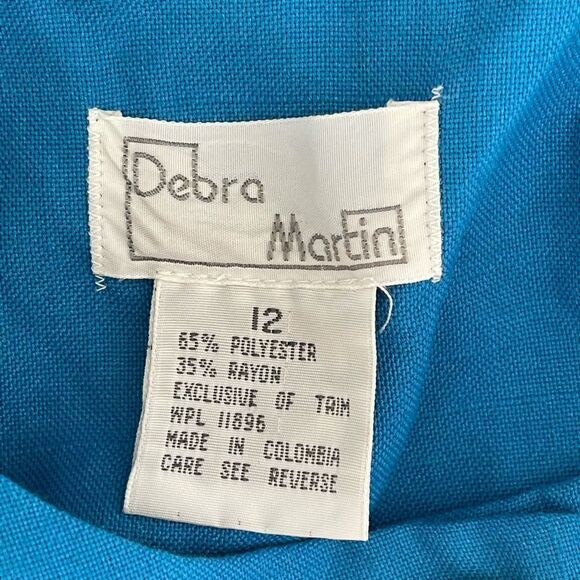 Debra
Martin
12
65% POLYESTER
35% RAYON
EXCLUSIVE OF TRIM
WPL 11896
MADE IN COLOMBIA
CARE SEE REVERSE